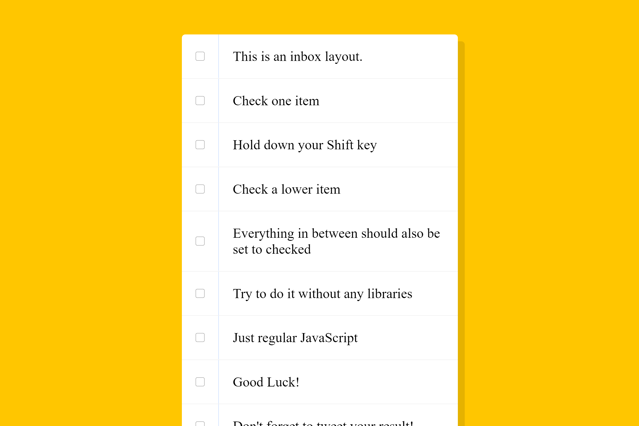 This is an inbox layout.
Check one item
Hold down your Shift key
Check a lower item
Everything in between should also be
set to checked
Try to do it without any libraries
Just regular JavaScript
Good Luck!
Don't forget to tweet your result!